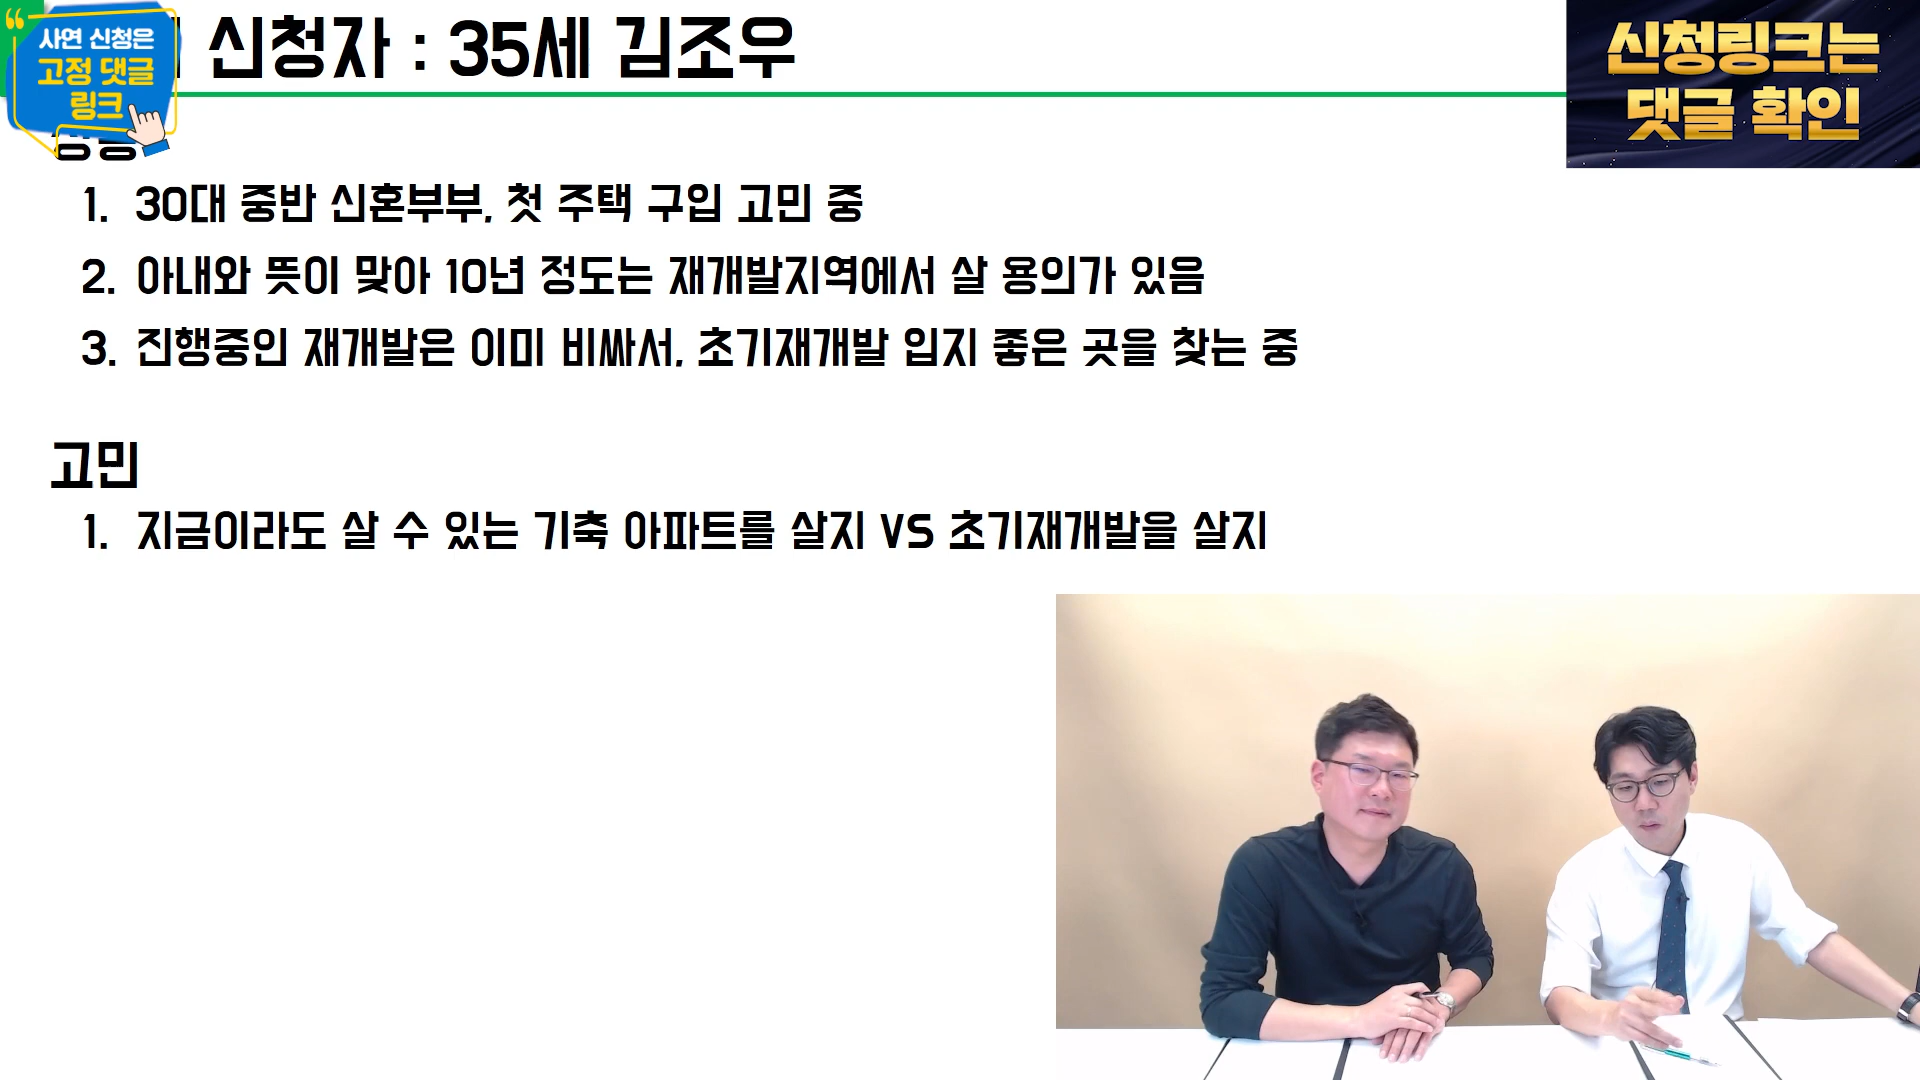 사연 신청은
고정 댓글
링크
신청자 : 35세 김조우
신청링크는
댓글 확인
1. 30대 중반 신혼부부, 첫 주택 구입 고민 중
2. 아내와 뜻이 맞아 10년 정도는 재개발지역에서 살 용의가 있음
3. 진행중인 재개발은 이미 비싸서, 초기재개발 입지 좋은 곳을 찾는 중
고민
1. 지금이라도 살 수 있는 기축 아파트를 살지 VS 초기재개발을 살지